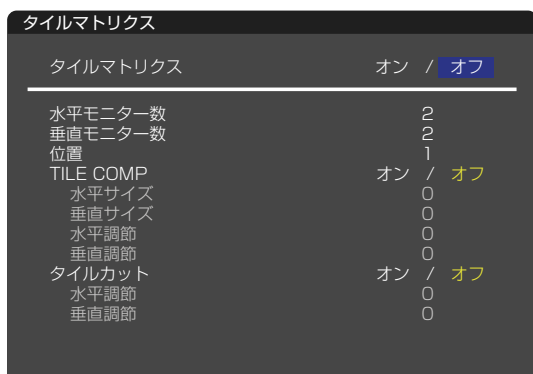 タイルマトリクス
タイルマトリクス オン / オフ
水平モニター数 2
垂直モニター数 2
位置 1
TILE COMP オン / オフ
水平サイズ 0
垂直サイズ 0
水平調節 0
垂直調節 0
タイルカット オン / オフ
水平調節 0
垂直調節 0